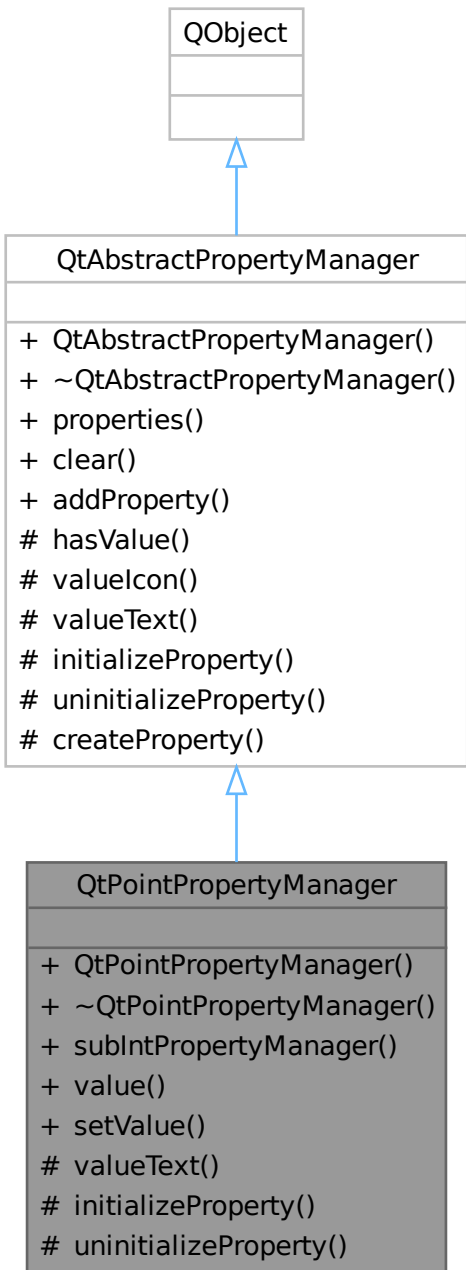 QObject
QtAbstractPropertyManager
+ QtAbstractPropertyManager()
+ ~QtAbstractPropertyManager()
+ properties()
+ clear()
+ addProperty()
# hasValue()
# valueIcon()
# valueText()
# initializeProperty()
# uninitializeProperty()
# createProperty()
QtPointPropertyManager
+ QtPointPropertyManager()
+ ~QtPointPropertyManager()
+ subIntPropertyManager()
+ value()
+ setValue()
# valueText()
# initializeProperty()
# uninitializeProperty()